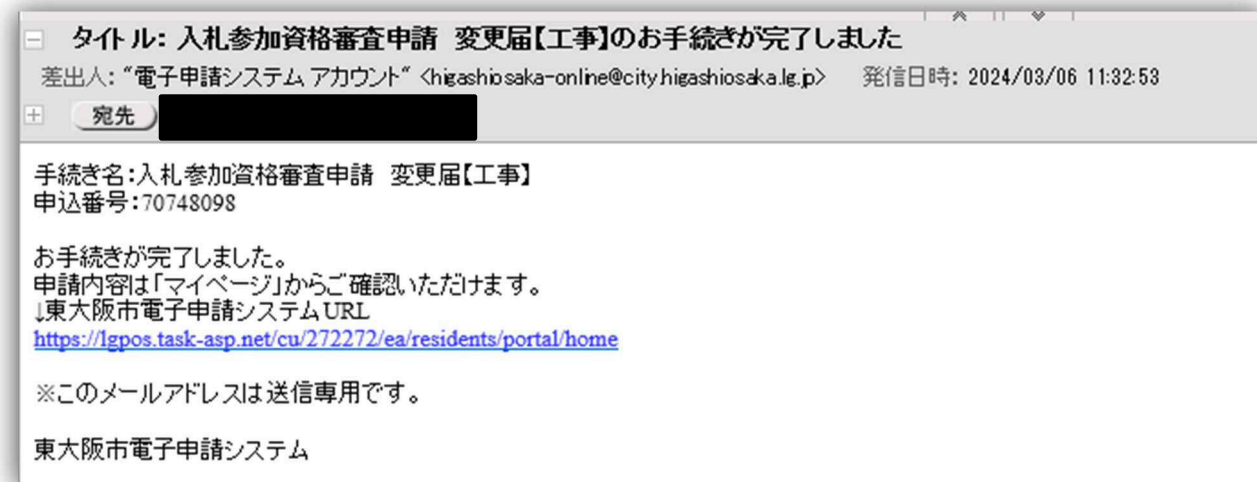 タイトル: 入札参加資格審査申請 変更届【工事】のお手続きが完了しました
差出人: “電子申請システム アカウント” <higashiosaka-online@city.higashiosaka.lg.jp> 発信日時: 2024/03/06 11:32:53
宛先
手続き名:入札参加資格審査申請 変更届【工事】
申込番号:70748098
お手続きが完了しました。
申請内容は「マイページ」からご確認いただけます。
↓東大阪市電子申請システムURL
https://lgpos.task-asp.net/cu/272272/ea/residents/portal/home
※このメールアドレスは送信専用です。
東大阪市電子申請システム